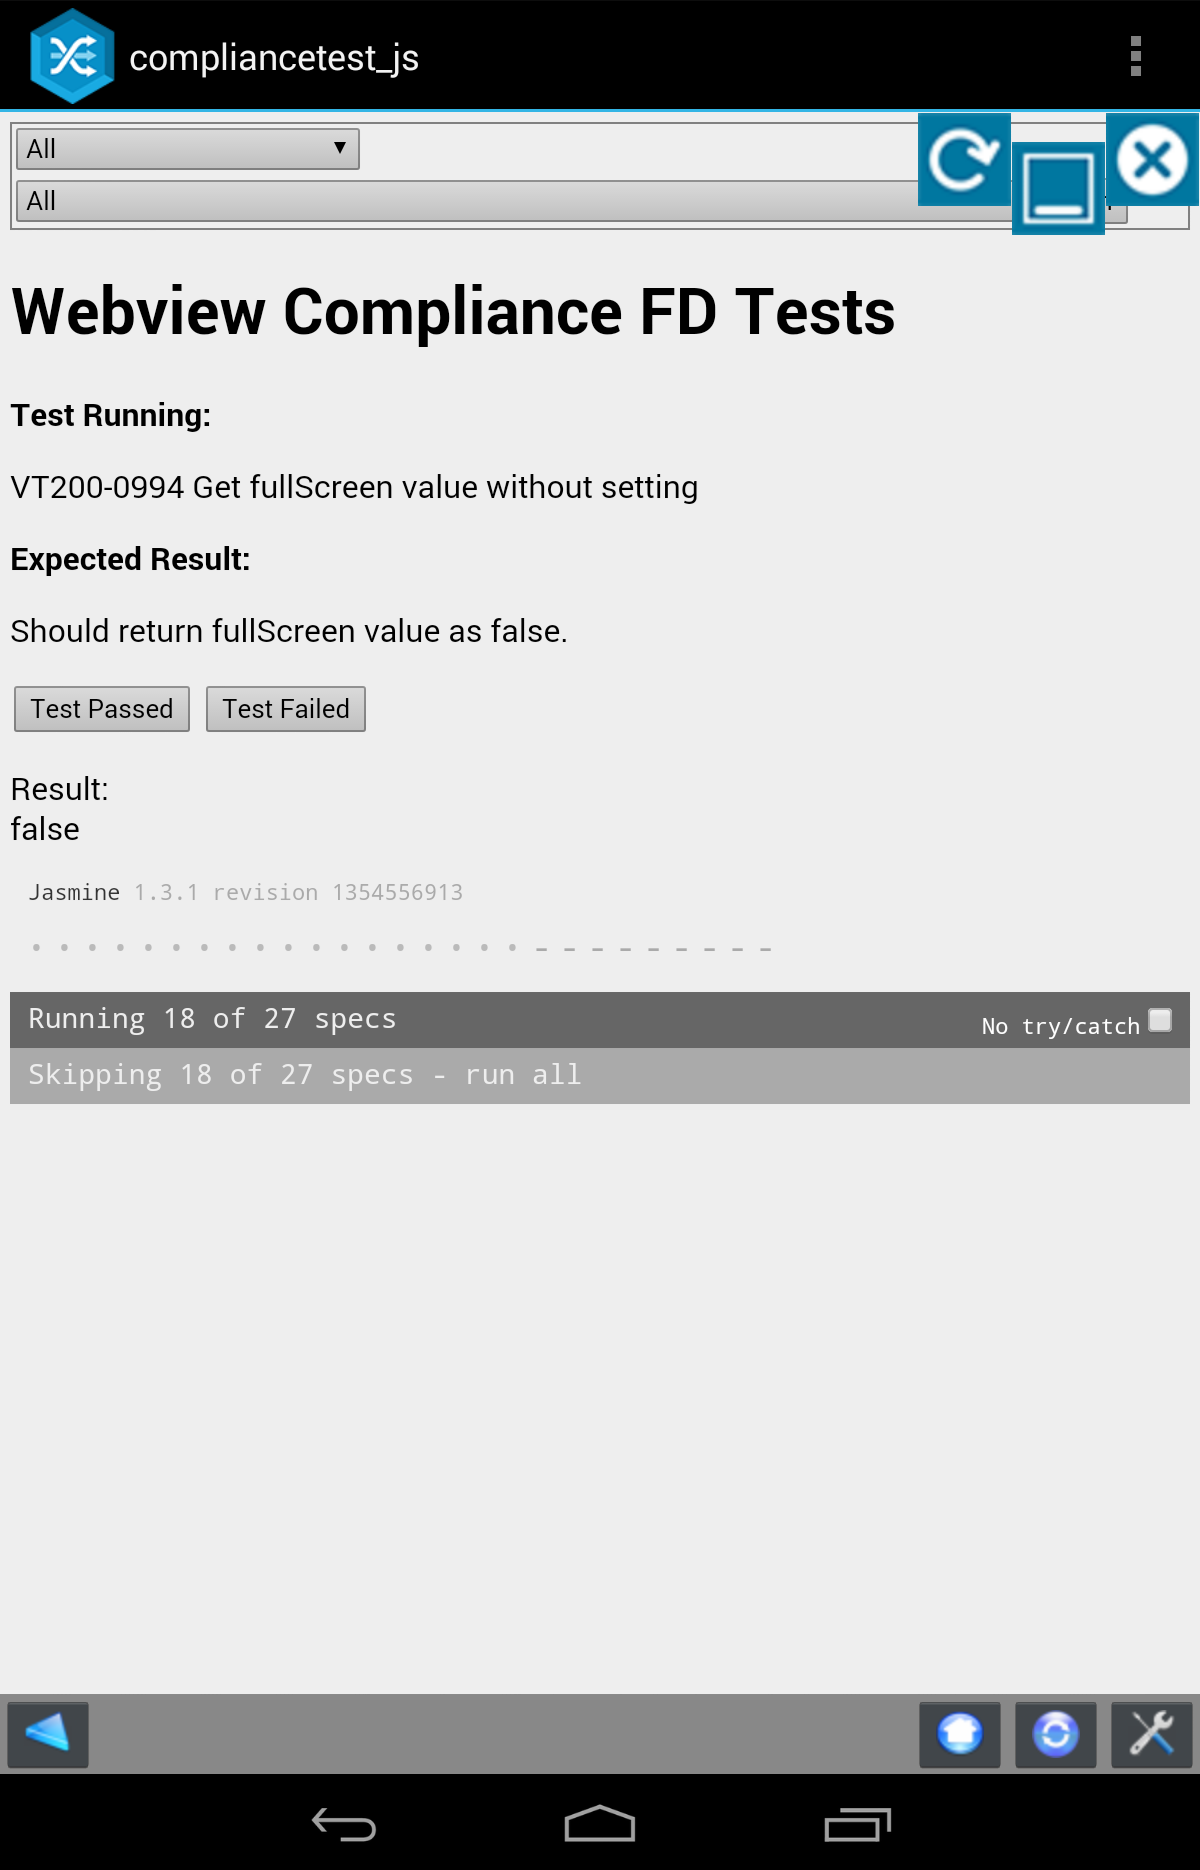 compliancetest_js
All
All
Webview Compliance FD Tests
Test Running:
VT200-0994 Get fullScreen value without setting
Expected Result:
Should return fullScreen value as false.
Test Passed Test Failed
Result:
false
Jasmine 1.3.1 revision 1354556913
Running 18 of 27 specs No try/catch
Skipping 18 of 27 specs - run all